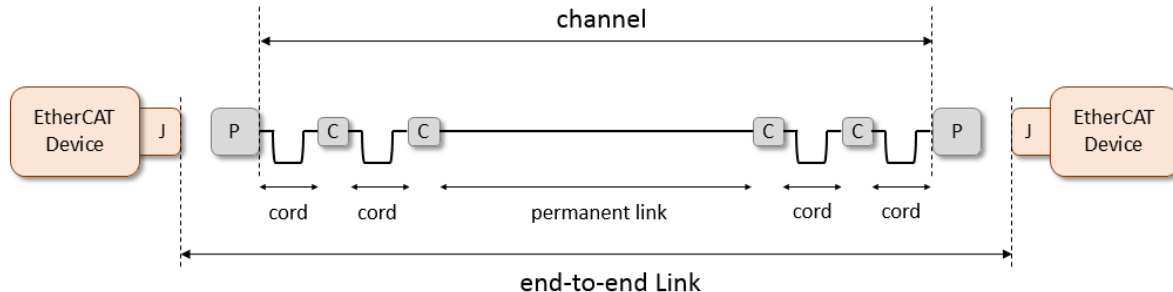 channel
EtherCAT
Device
J
P
C
C
C
C
P
J
EtherCAT
Device
cord
cord
permanent link
cord
cord
end-to-end Link